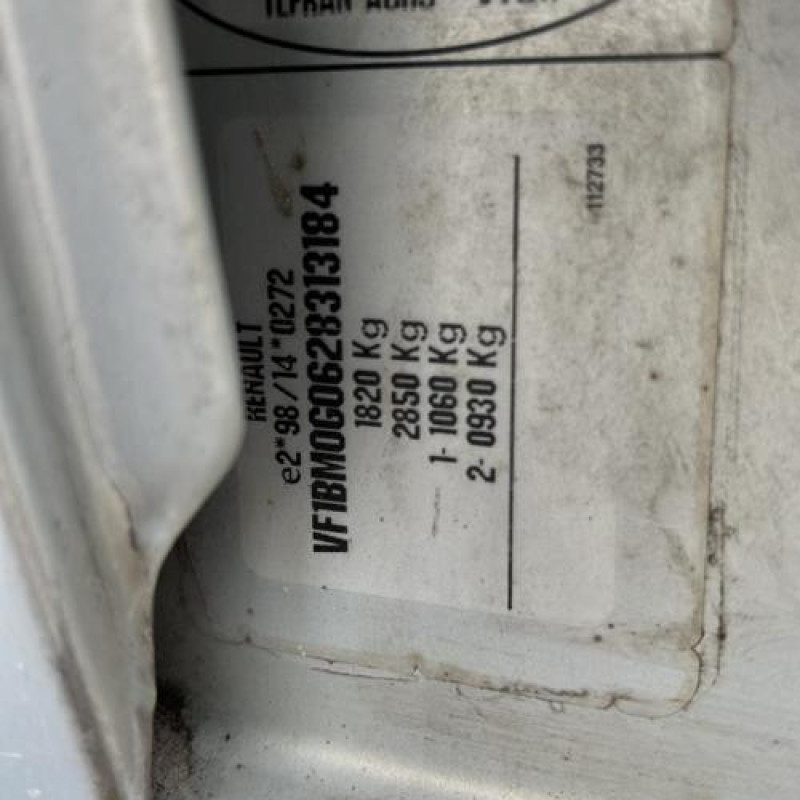 RENAULT
e2*98/14*0272
VF1BM0G0628313184
1820 Kg
2850 Kg
1- 1060 Kg
2- 0930 Kg
112733